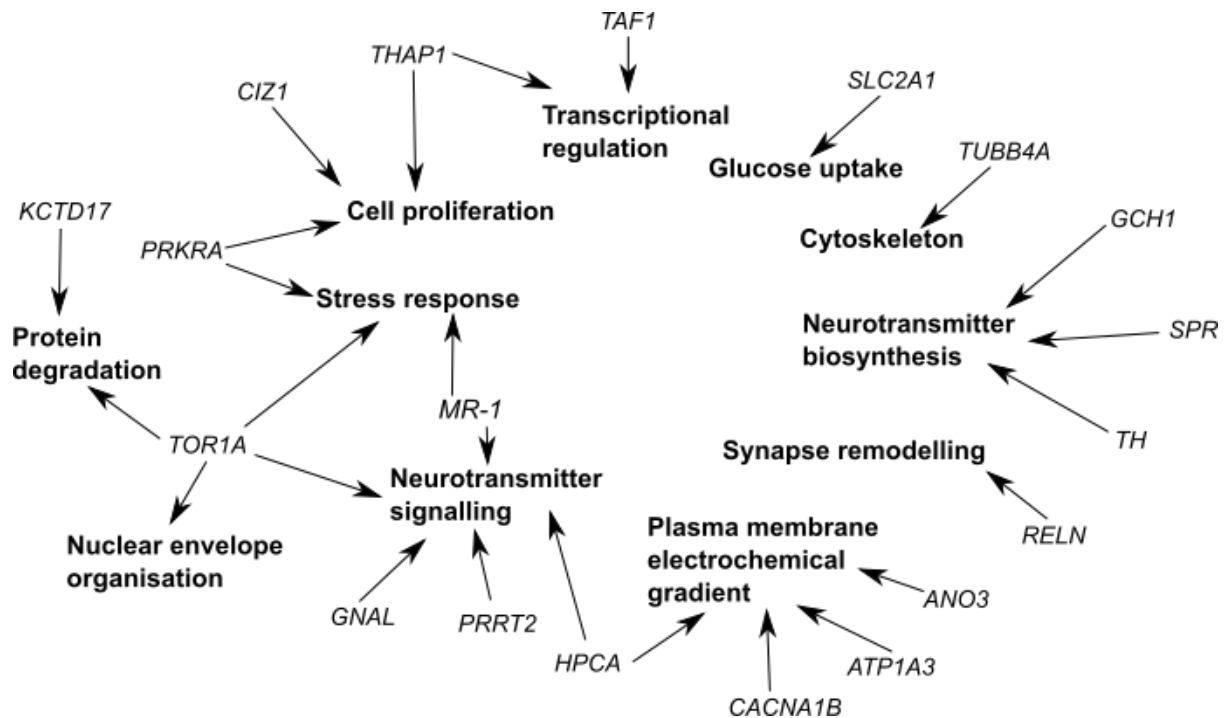 TAF1
THAP1
CIZ1
SLC2A1
Transcriptional
regulation
TUBB4A
Glucose uptake
KCTD17
Cell proliferation
GCH1
PRKRA
Cytoskeleton
Stress response
Protein
degradation
Neurotransmitter
biosynthesis
SPR
MR-1
TOR1A
TH
Synapse remodelling
Neurotransmitter
signalling
Nuclear envelope
organisation
Plasma membrane
electrochemical
gradient
RELN
GNAL
PRRT2
ANO3
HPCA
ATP1A3
CACNA1B